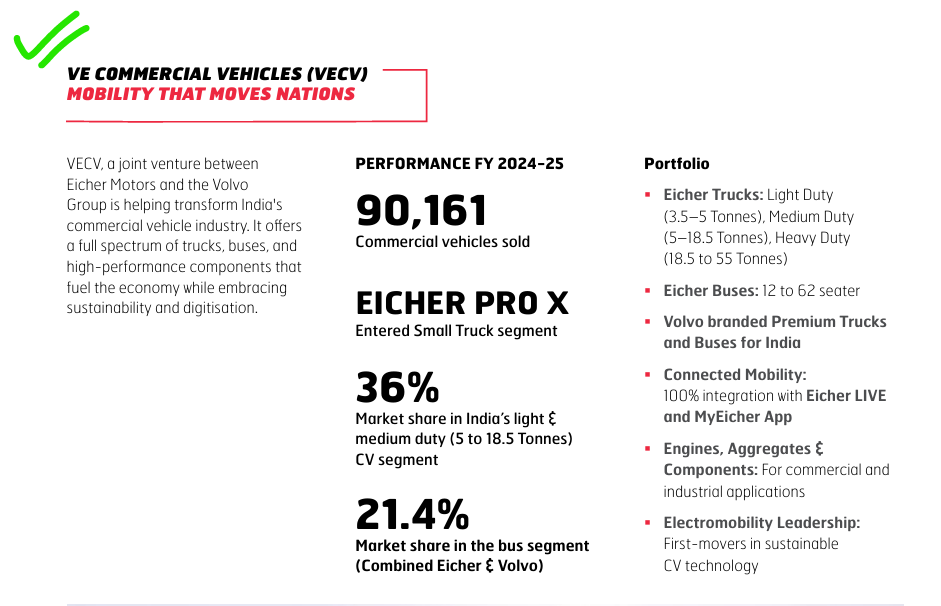 VE COMMERCIAL VEHICLES (VECV)
MOBILITY THAT MOVES NATIONS
VECV, a joint venture between
Eicher Motors and the Volvo
Group is helping transform India's
commercial vehicle industry. It offers
a full spectrum of trucks, buses, and
high-performance components that
fuel the economy while embracing
sustainability and digitisation.
PERFORMANCE FY 2024-25
90,161
Commercial vehicles sold
EICHER PRO X
Entered Small Truck segment
36%
Market share in India's light &
medium duty (5 to 18.5 Tonnes)
CV segment
21.4%
Market share in the bus segment
(Combined Eicher & Volvo)
Portfolio
▪ Eicher Trucks: Light Duty
(3.5–5 Tonnes), Medium Duty
(5–18.5 Tonnes), Heavy Duty
(18.5 to 55 Tonnes)
▪ Eicher Buses: 12 to 62 seater
▪ Volvo branded Premium Trucks
and Buses for India
▪ Connected Mobility:
100% integration with Eicher LIVE
and MyEicher App
▪ Engines, Aggregates &
Components: For commercial and
industrial applications
▪ Electromobility Leadership:
First-movers in sustainable
CV technology